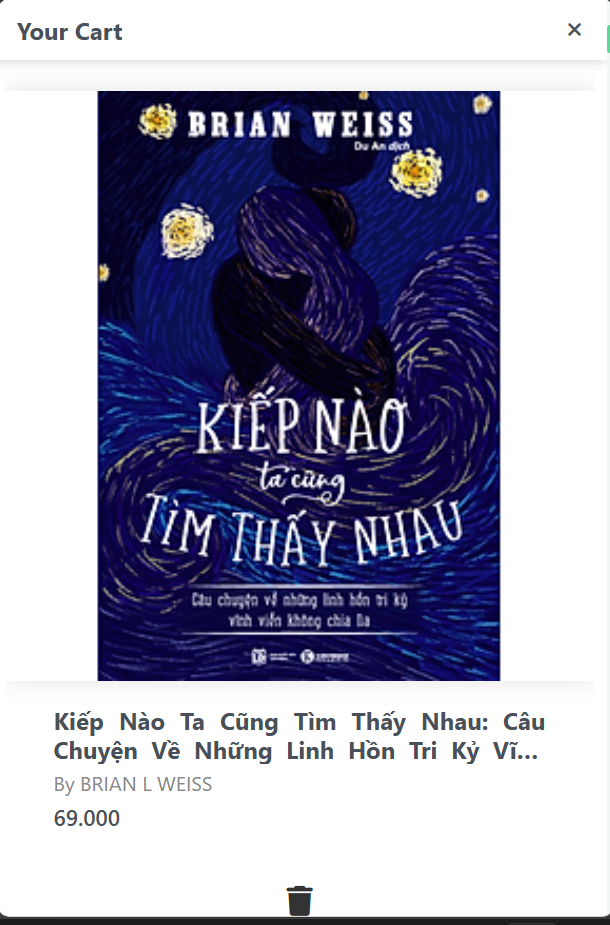 Your Cart
BRIAN WEISS
Du An dịch
KIẾP NÀO
ta cũng
TÌM THẤY NHAU
Câu chuyện về những linh hồn tri kỷ
vĩnh viễn không chia lìa
Kiếp Nào Ta Cũng Tìm Thấy Nhau: Câu
Chuyện Về Những Linh Hồn Tri Kỷ Vĩ...
By BRIAN L WEISS
69.000